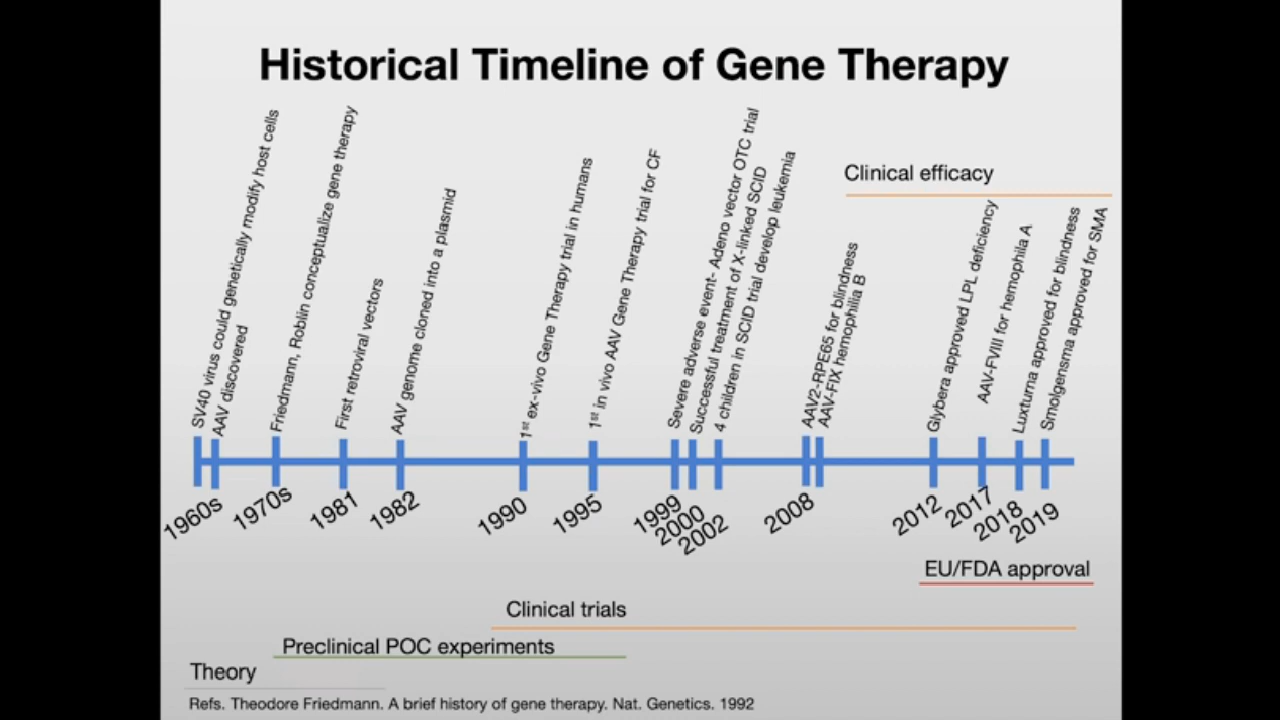 Historical Timeline of Gene Therapy
SV40 virus could genetically modify host cells
AAV discovered
Friedmann, Roblin conceptualize gene therapy
First retroviral vectors
AAV genome cloned into a plasmid
1st ex-vivo Gene Therapy trial in humans
1st in vivo AAV Gene Therapy trial for CF
Severe adverse event- Adeno vector OTC trial
Successful treatment of X-linked SCID
4 children in SCID trial develop leukemia
AAV2-RPE65 for blindness
AAV-FIX hemophilia B
Clinical efficacy
Glybera approved LPL deficiency
AAV-FVIII for hemophilia A
Luxturna approved for blindness
Smolgensma approved for SMA
1960s
1970s
1981
1982
1990
1995
1999
2000
2002
2008
2012
2017
2018
2019
EU/FDA approval
Clinical trials
Preclinical POC experiments
Theory
Refs. Theodore Friedmann. A brief history of gene therapy. Nat. Genetics. 1992